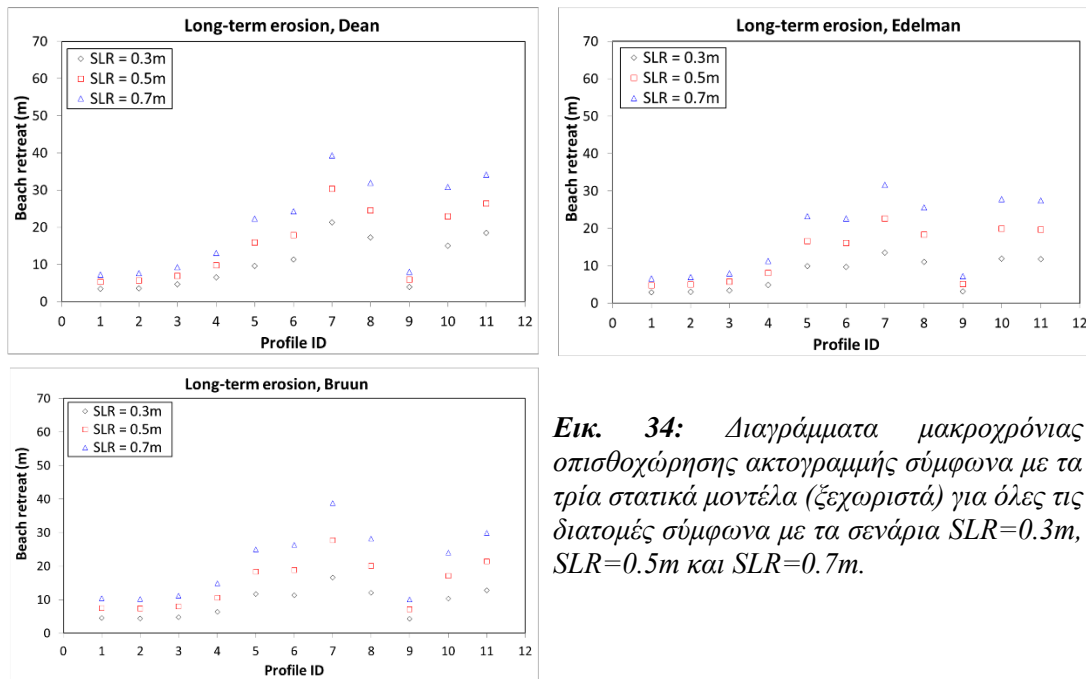 Long-term erosion, Dean
SLR = 0.3m
SLR = 0.5m
SLR = 0.7m
Beach retreat (m)
70
60
50
40
30
20
10
0
0 1 2 3 4 5 6 7 8 9 10 11 12
Profile ID
Long-term erosion, Edelman
SLR = 0.3m
SLR = 0.5m
SLR = 0.7m
Beach retreat (m)
70
60
50
40
30
20
10
0
0 1 2 3 4 5 6 7 8 9 10 11 12
Profile ID
Long-term erosion, Bruun
SLR = 0.3m
SLR = 0.5m
SLR = 0.7m
Beach retreat (m)
70
60
50
40
30
20
10
0
0 1 2 3 4 5 6 7 8 9 10 11 12
Profile ID
Εικ. 34: Διαγράμματα μακροχρόνιας
οπισθοχώρησης ακτογραμμής σύμφωνα με τα
τρία στατικά μοντέλα (ξεχωριστά) για όλες τις
διατομές σύμφωνα με τα σενάρια SLR=0.3m,
SLR=0.5m και SLR=0.7m.